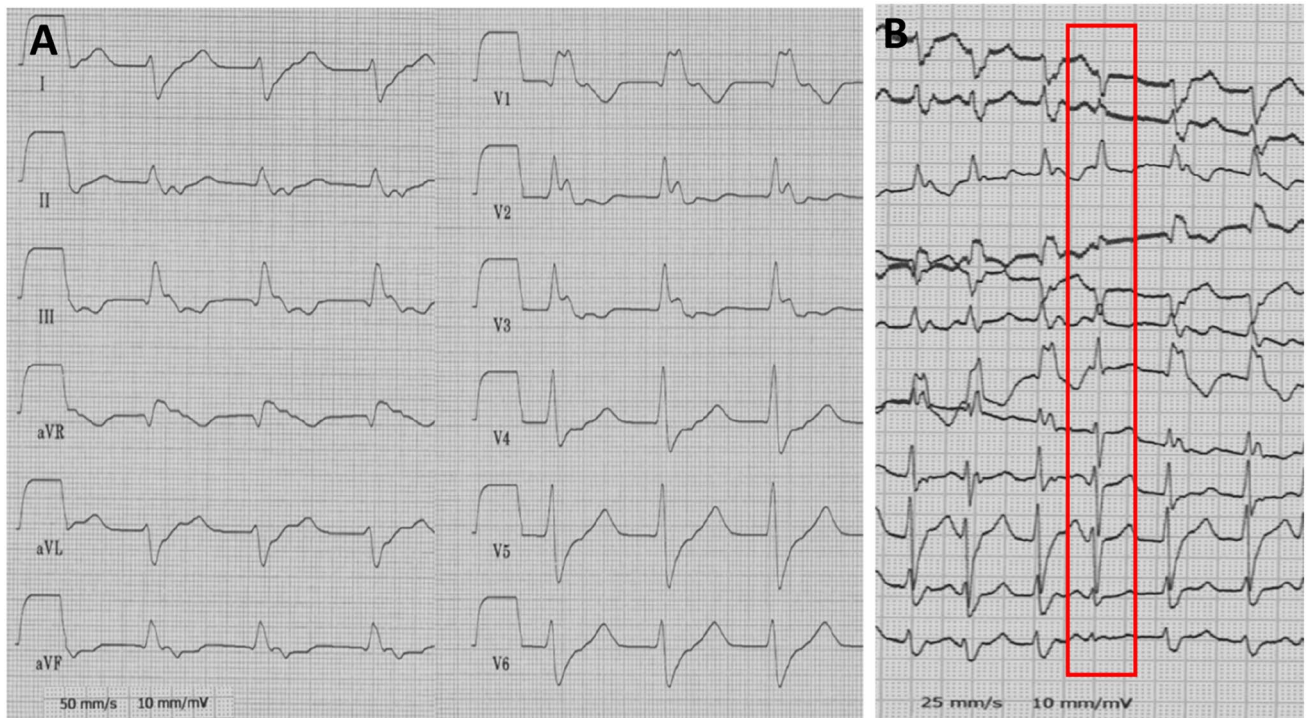 A
I
II
III
aVR
aVL
aVF
50 mm/s 10 mm/mV
V1
V2
V3
V4
V5
V6
B
25 mm/s 10 mm/mV